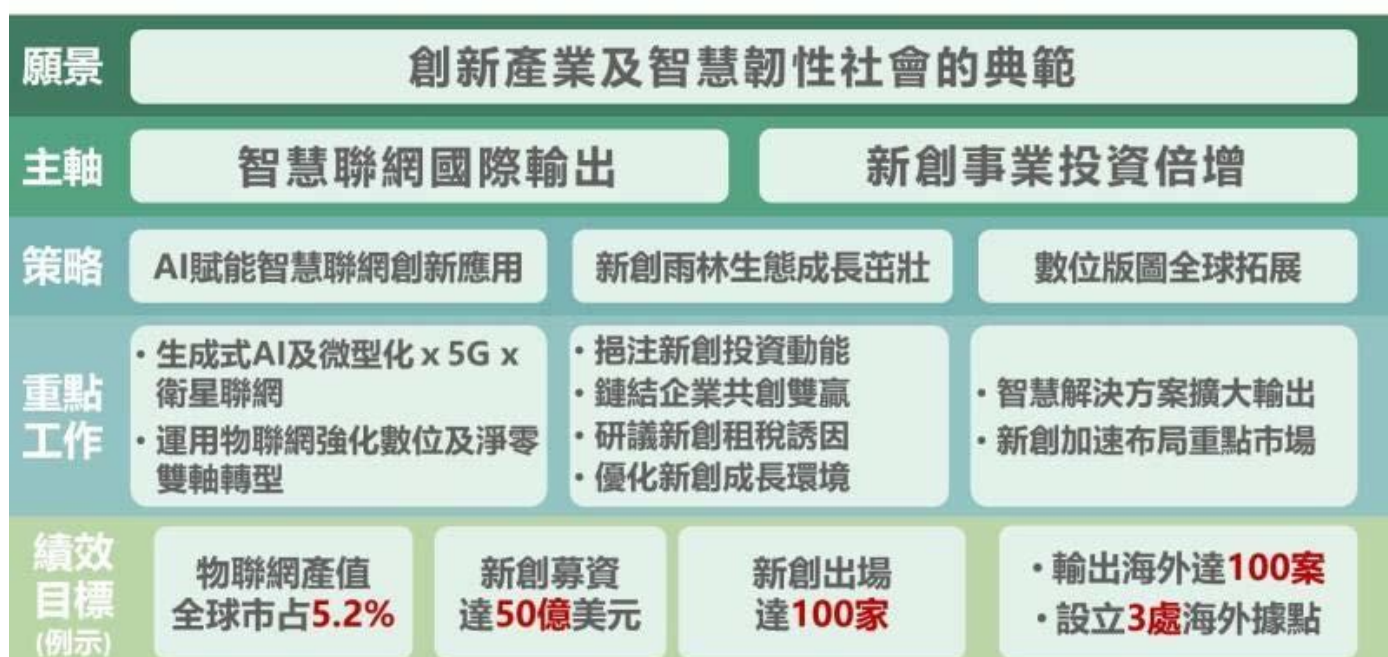 願景
創新產業及智慧韌性社會的典範
主軸
智慧聯網國際輸出
新創事業投資倍增
策略
AI賦能智慧聯網創新應用
新創雨林生態成長茁壯
數位版圖全球拓展
重點
工作
・生成式AI及微型化 x 5G x
衛星聯網
・運用物聯網強化數位及淨零
雙軸轉型
・挹注新創投資動能
・鏈結企業共創雙贏
・研議新創租稅誘因
・優化新創成長環境
・智慧解決方案擴大輸出
・新創加速布局重點市場
績效
目標
(例示)
物聯網產值
全球市占5.2%
新創募資
達50億美元
新創出場
達100家
・輸出海外達100案
・設立3處海外據點